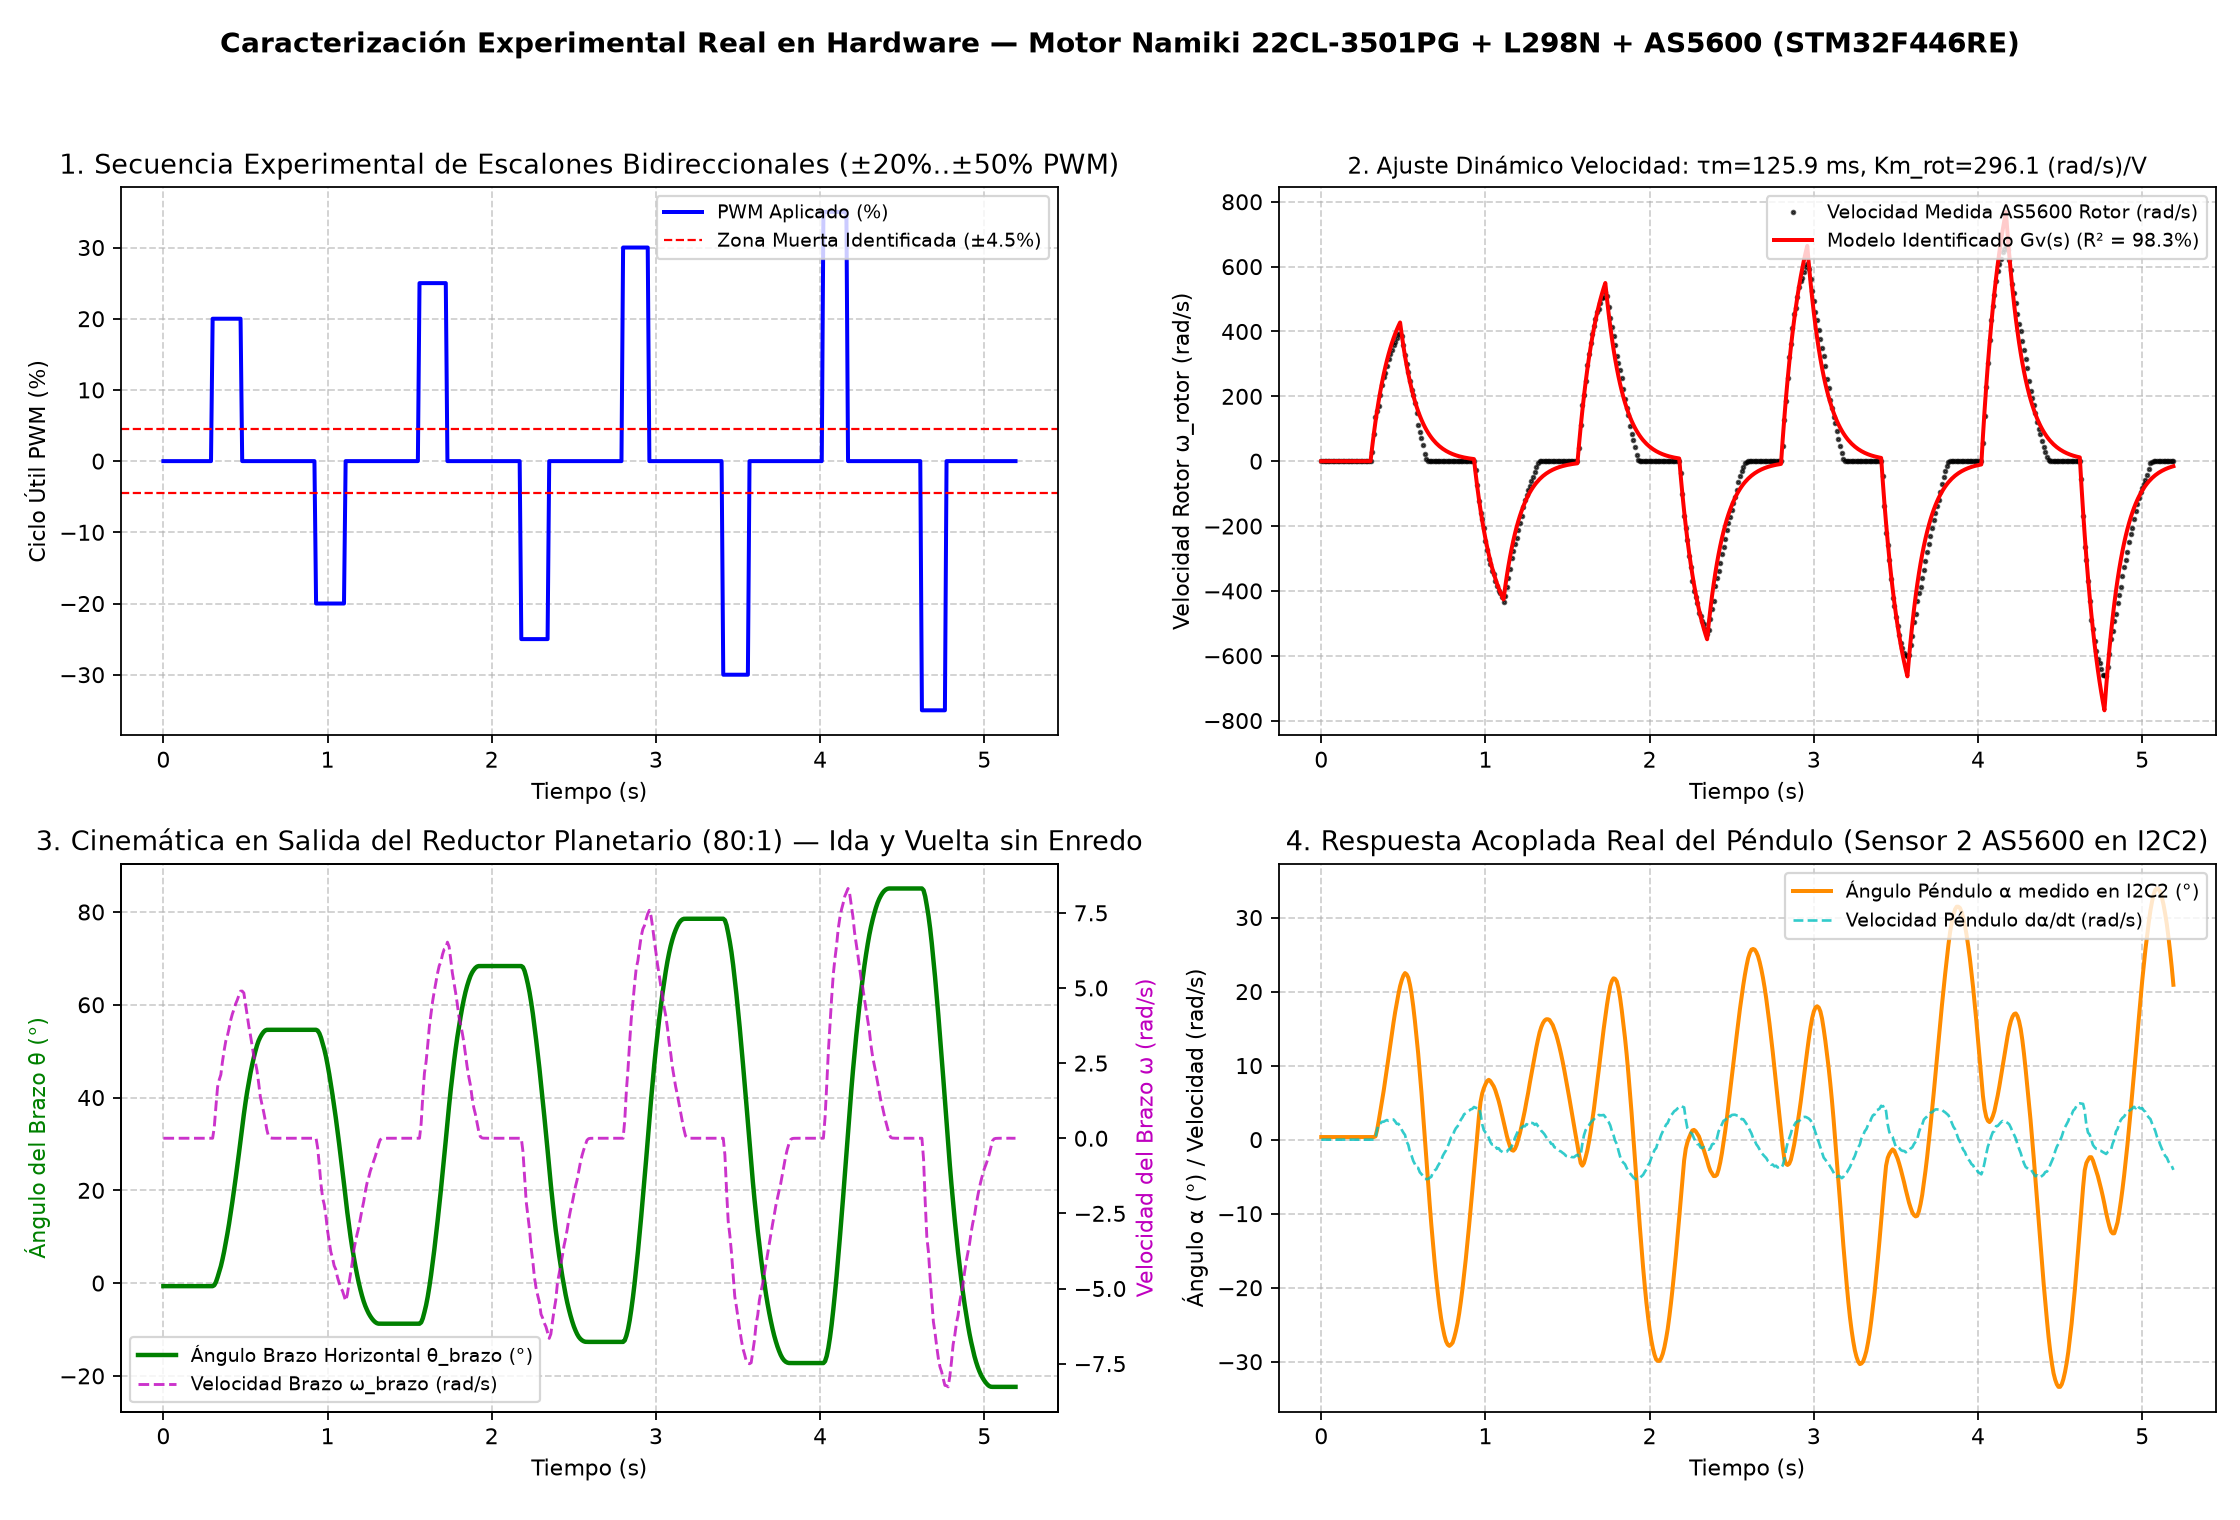 Caracterización Experimental Real en Hardware — Motor Namiki 22CL-3501PG + L298N + AS5600 (STM32F446RE)
1. Secuencia Experimental de Escalones Bidireccionales (±20%..±50% PWM)
PWM Aplicado (%)
Zona Muerta Identificada (±4.5%)
Ciclo Útil PWM (%)
30
20
10
0
−10
−20
−30
0 1 2 3 4 5
Tiempo (s)
2. Ajuste Dinámico Velocidad: τm=125.9 ms, Km_rot=296.1 (rad/s)/V
Velocidad Medida AS5600 Rotor (rad/s)
Modelo Identificado Gv(s) (R² = 98.3%)
Velocidad Rotor ω_rotor (rad/s)
800
600
400
200
0
−200
−400
−600
−800
0 1 2 3 4 5
Tiempo (s)
3. Cinemática en Salida del Reductor Planetario (80:1) — Ida y Vuelta sin Enredo
Ángulo del Brazo θ (°)
80
60
40
20
0
−20
7.5
5.0
2.5
0.0
−2.5
−5.0
−7.5
Velocidad del Brazo ω (rad/s)
Ángulo Brazo Horizontal θ_brazo (°)
Velocidad Brazo ω_brazo (rad/s)
0 1 2 3 4 5
Tiempo (s)
4. Respuesta Acoplada Real del Péndulo (Sensor 2 AS5600 en I2C2)
Ángulo Péndulo α medido en I2C2 (°)
Velocidad Péndulo dα/dt (rad/s)
Ángulo α (°) / Velocidad (rad/s)
30
20
10
0
−10
−20
−30
0 1 2 3 4 5
Tiempo (s)